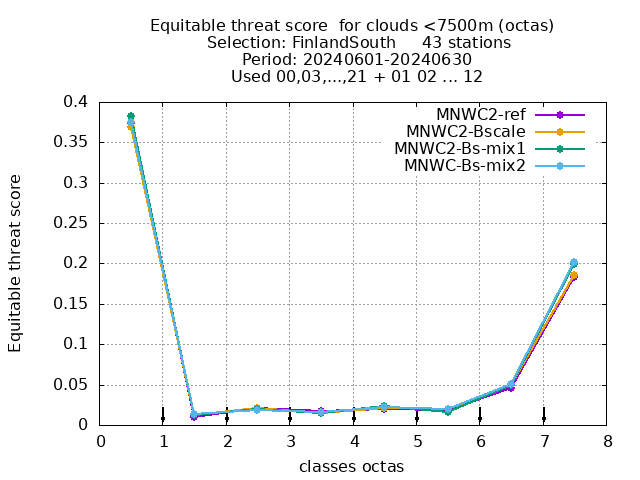 Equitable threat score  for clouds <7500m (octas)
Selection: FinlandSouth     43 stations
Period: 20240601-20240630
Used 00,03,...,21 + 01 02 ... 12
MNWC2-ref
MNWC2-Bscale
MNWC2-Bs-mix1
MNWC-Bs-mix2
Equitable threat score
0.4
0.35
0.3
0.25
0.2
0.15
0.1
0.05
0
0 1 2 3 4 5 6 7 8
classes octas